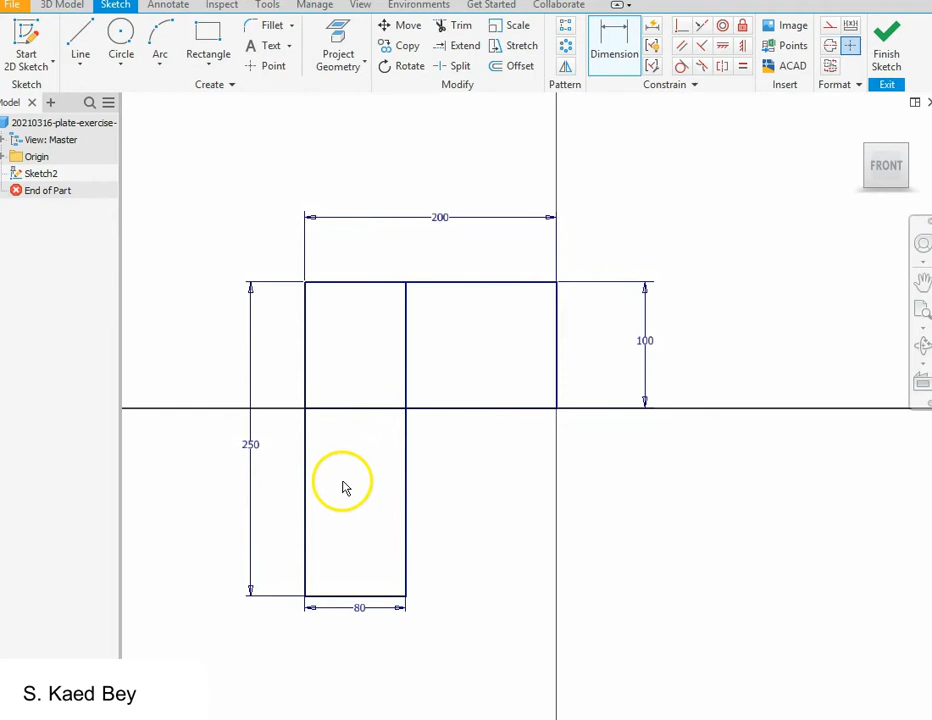 File 3D Model Sketch Annotate Inspect Tools Manage View Environments Get Started Collaborate
Start
2D Sketch
Line
Circle
Arc
Rectangle
Fillet
Text
Point
Project
Geometry
Move
Copy
Rotate
Trim
Extend
Split
Scale
Stretch
Offset
Dimension
Image
Points
ACAD
Finish
Sketch
Sketch
Create
Modify
Pattern
Constrain
Insert
Format
Exit
Model
20210316-plate-exercise-
View: Master
Origin
Sketch2
End of Part
FRONT
200
100
250
80
S. Kaed Bey